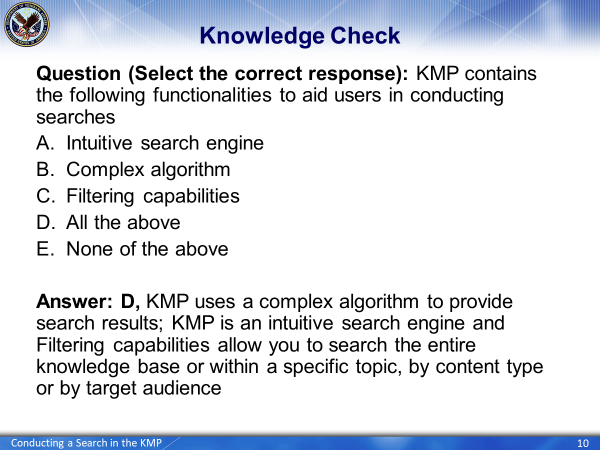 Knowledge Check
Question (Select the correct response): KMP contains
the following functionalities to aid users in conducting
searches
A. Intuitive search engine
B. Complex algorithm
C. Filtering capabilities
D. All the above
E. None of the above
Answer: D, KMP uses a complex algorithm to provide
search results; KMP is an intuitive search engine and
Filtering capabilities allow you to search the entire
knowledge base or within a specific topic, by content type
or by target audience
Conducting a Search in the KMP
10